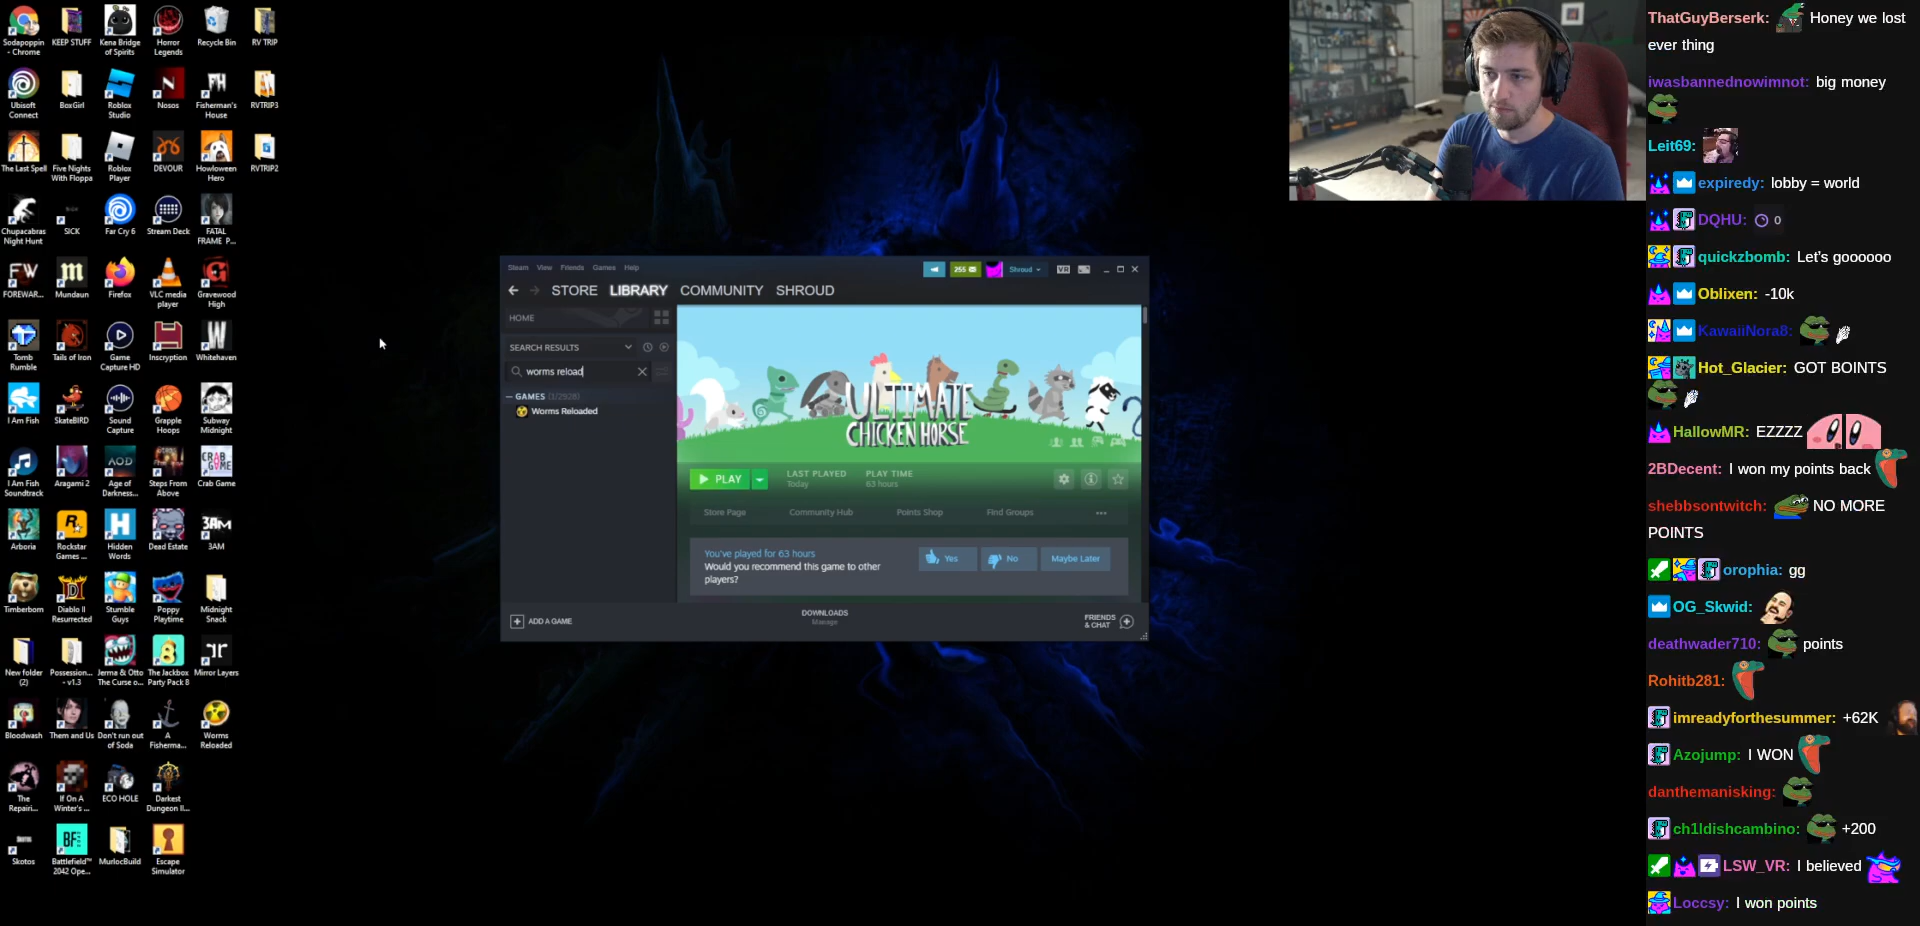 Sodapoppin - Chrome
KEEP STUFF
Kena Bridge of Spirits
Horror Legends
Recycle Bin
RV TRIP
Ubisoft Connect
BoxGirl
Roblox Studio
Nosos
Fisherman's House
RVTRIP3
The Last Spell
Five Nights With Floppa
Roblox Player
DEVOUR
Howloween Hero
RVTRIP2
Chupacabras Night Hunt
SICK
Far Cry 6
Stream Deck
FATAL FRAME P...
FOREWAR...
Mundaun
Firefox
VLC media player
Gravewood High
Tomb Rumble
Tails of Iron
Game Capture HD
Inscryption
Whitehaven
I Am Fish
SkateBIRD
Sound Capture
Grapple Hoops
Subway Midnight
I Am Fish Soundtrack
Aragami 2
Age of Darkness...
Steps From Above
Crab Game
Arboria
Rockstar Games ...
Hidden Words
Dead Estate
3AM
Timberborn
Diablo II Resurrected
Stumble Guys
Poppy Playtime
Midnight Snack
New folder (2)
Possession... - v1.3
Jerma & Otto The Curse o...
The Jackbox Party Pack 8
Mirror Layers
Bloodwash
Them and Us
Don't run out of Soda
A Fisherma...
Worms Reloaded
The Repairi...
If On A Winter's ...
ECO HOLE
Darkest Dungeon II...
Skotos
Battlefield™ 2042 Ope...
MurlocBuild
Escape Simulator
Steam View Friends Games Help
255
Shroud
VR
STORE LIBRARY COMMUNITY SHROUD
HOME
SEARCH RESULTS
worms reload
GAMES (1/2928)
Worms Reloaded
ULTIMATE
CHICKEN HORSE
PLAY
LAST PLAYED
Today
PLAY TIME
63 hours
Store Page
Community Hub
Points Shop
Find Groups
You've played for 63 hours
Would you recommend this game to other
players?
Yes
No
Maybe Later
ADD A GAME
DOWNLOADS
Manage
FRIENDS
& CHAT
ThatGuyBerserk: Honey we lost
ever thing
iwasbannednowimnot: big money
Leit69:
expiredy: lobby = world
DQHU: 0
quickzbomb: Let's goooooo
Oblixen: -10k
KawaiiNora8:
Hot_Glacier: GOT BOINTS
HallowMR: EZZZZ
2BDecent: I won my points back
shebbsontwitch: NO MORE
POINTS
orophia: gg
OG_Skwid:
deathwader710: points
Rohitb281:
imreadyforthesummer: +62K
Azojump: I WON
danthemanisking:
ch1ldishcambino: +200
LSW_VR: I believed
Loccsy: I won points